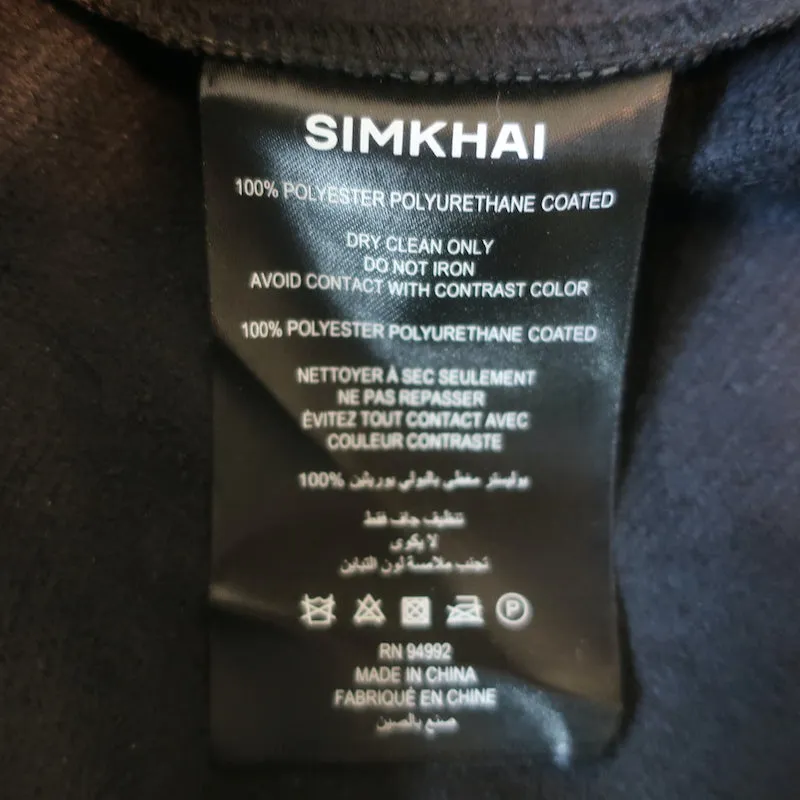 SIMKHAI
100% POLYESTER POLYURETHANE COATED
DRY CLEAN ONLY
DO NOT IRON
AVOID CONTACT WITH CONTRAST COLOR
100% POLYESTER POLYURETHANE COATED
NETTOYER À SEC SEULEMENT
NE PAS REPASSER
ÉVITEZ TOUT CONTACT AVEC
COULEUR CONTRASTE
بوليستر مغطي بالبولي يوريثين %100
تنظيف جاف فقط
لا يكوى
تجنب ملامسة لون التباين
P
RN 94992
MADE IN CHINA
FABRIQUÉ EN CHINE
صنع بالصين